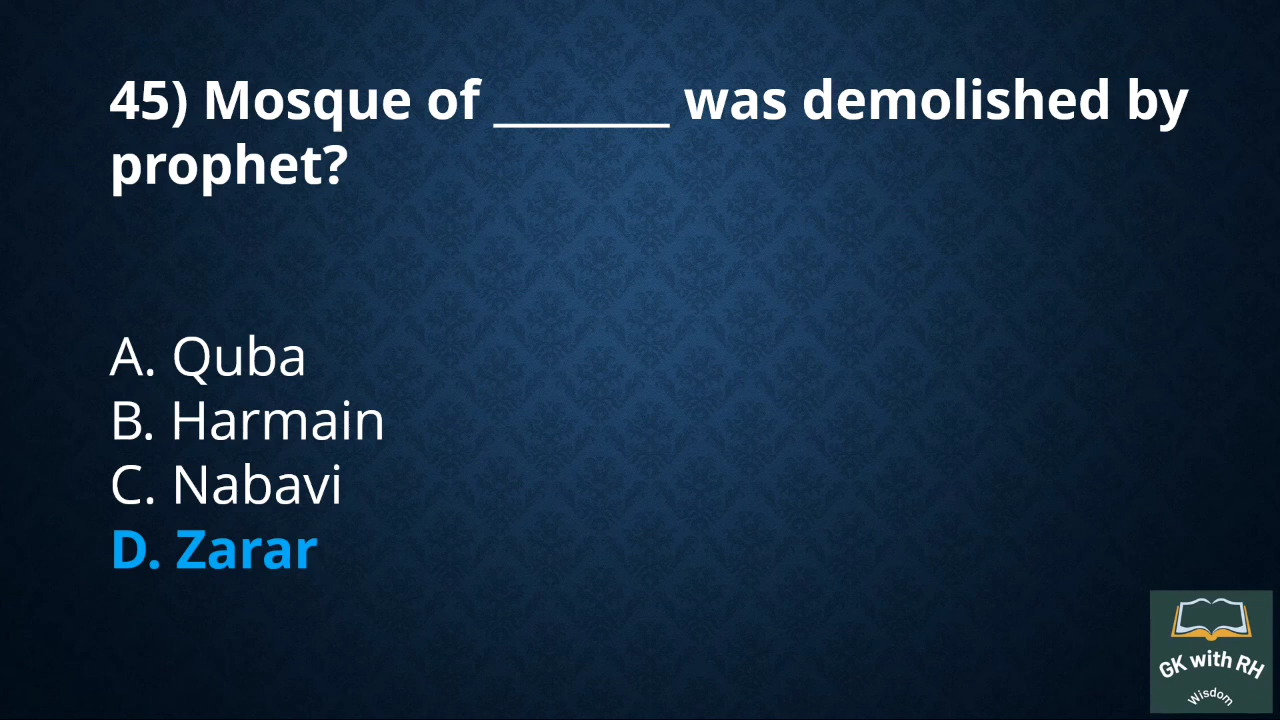 45) Mosque of _______ was demolished by
prophet?
A. Quba
B. Harmain
C. Nabavi
D. Zarar
GK with RH
Wisdom